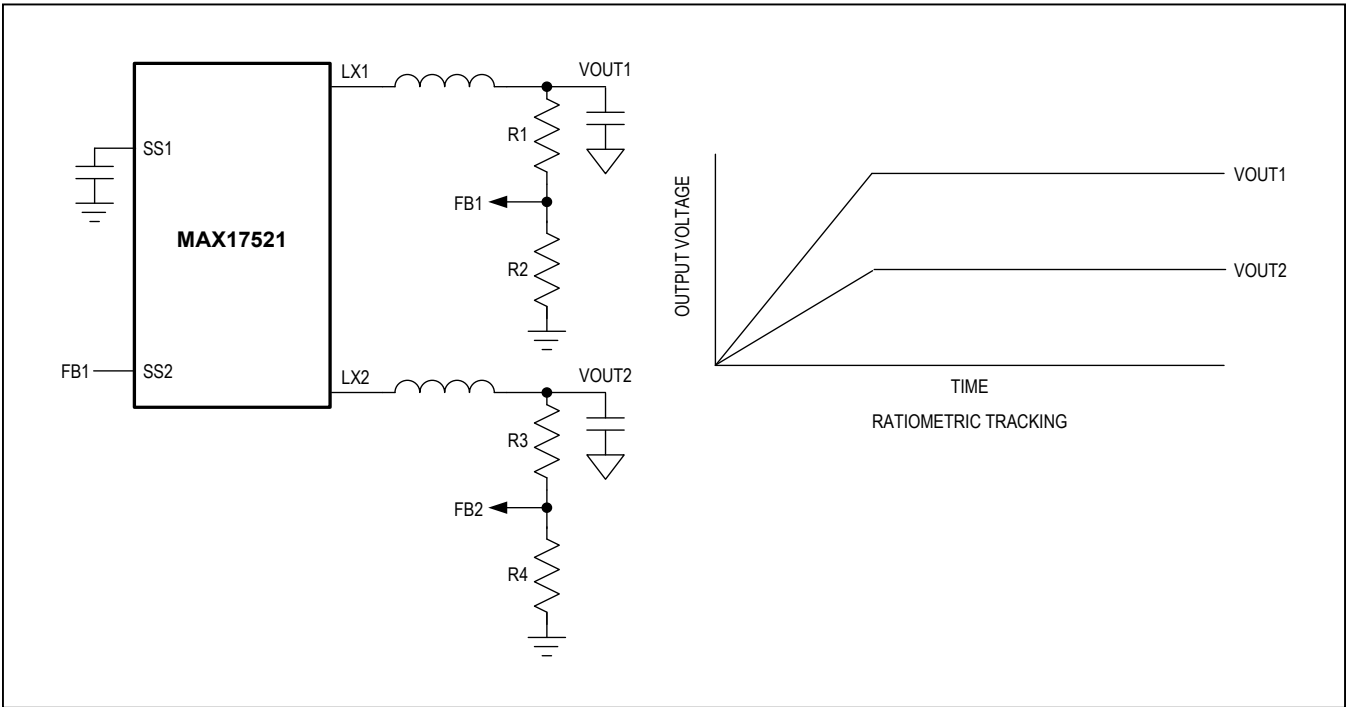 LX1
VOUT1
R1
SS1
FB1
MAX17521
R2
FB1
SS2
LX2
VOUT2
R3
FB2
R4
OUTPUT VOLTAGE
VOUT1
VOUT2
TIME
RATIOMETRIC TRACKING